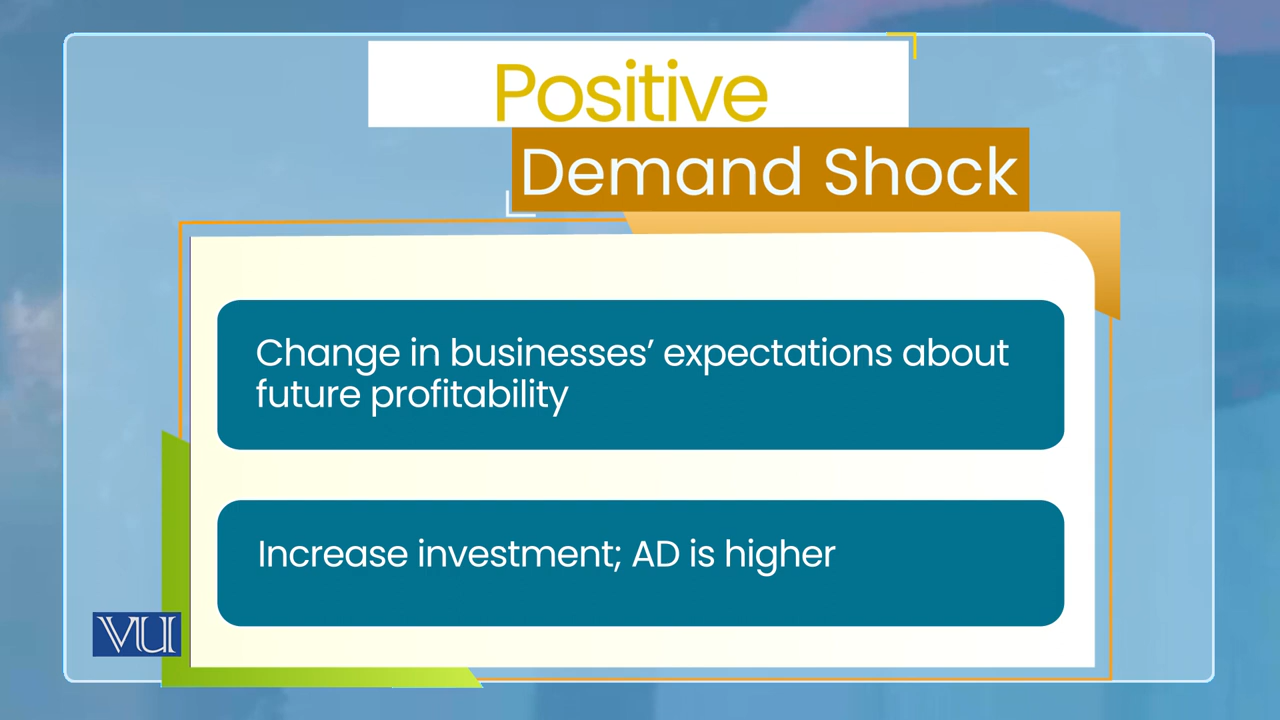 Positive
Demand Shock
Change in businesses’ expectations about
future profitability
Increase investment; AD is higher
VU